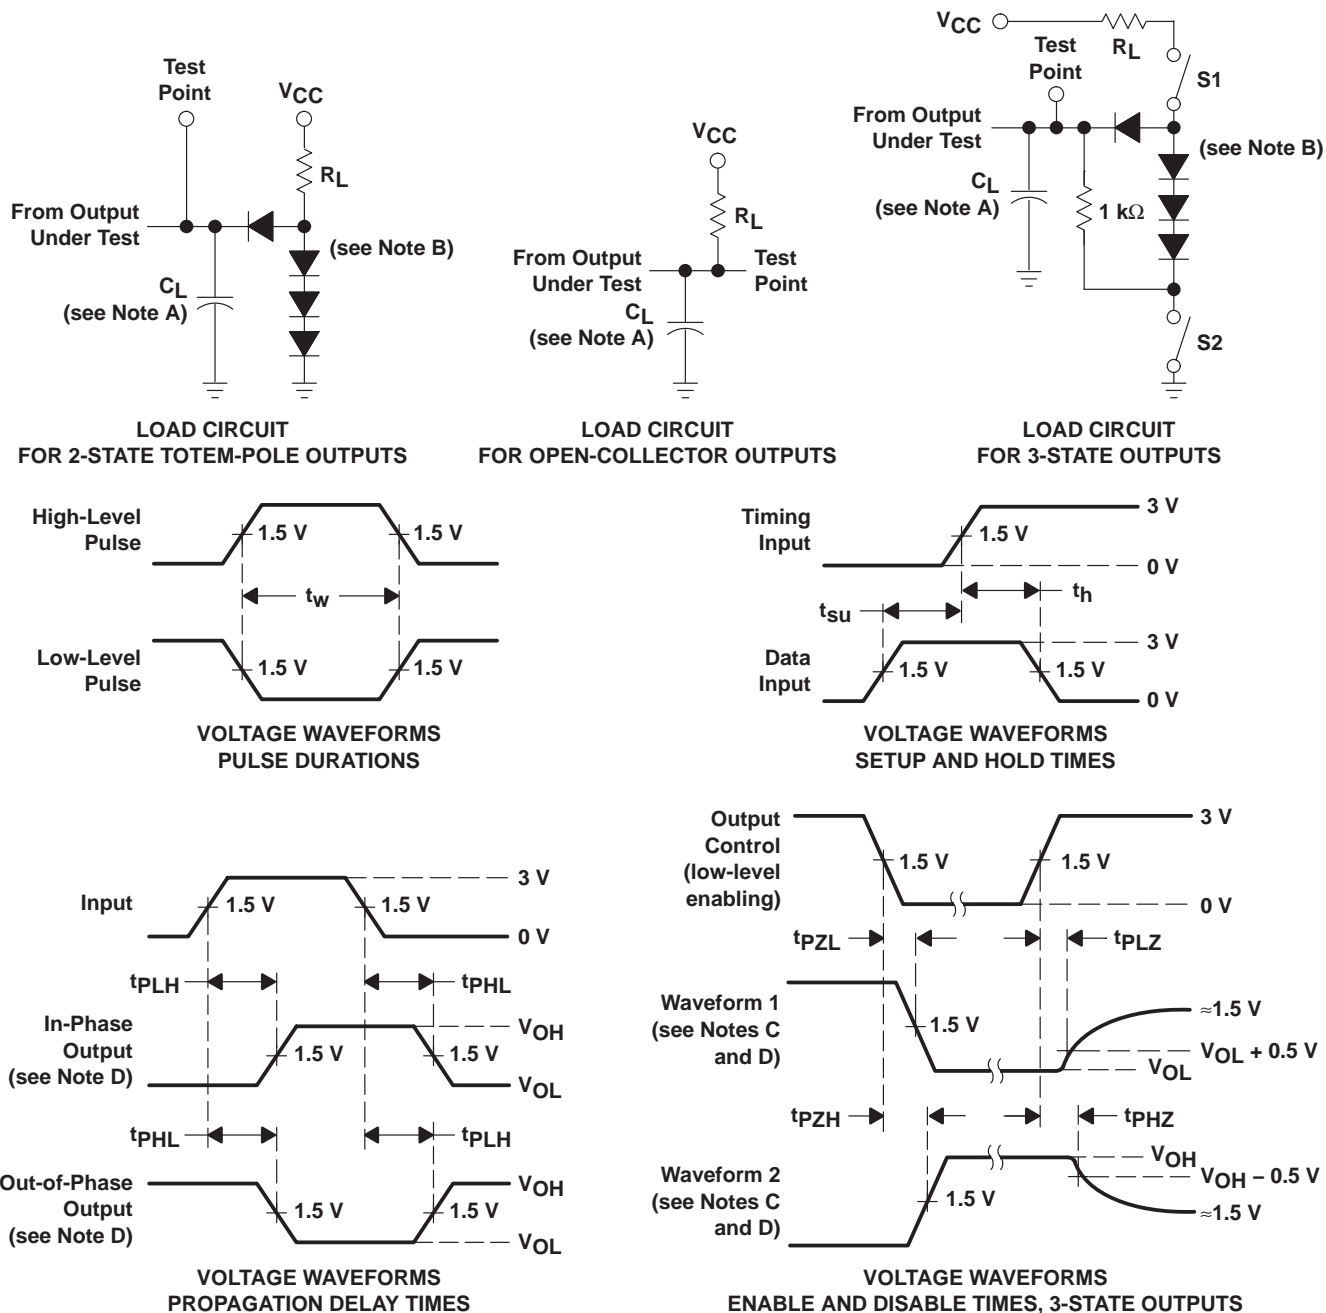 Test
Point
VCC
RL
From Output
Under Test
(see Note B)
CL
(see Note A)
LOAD CIRCUIT
FOR 2-STATE TOTEM-POLE OUTPUTS
VCC
RL
From Output
Under Test
Test
Point
CL
(see Note A)
LOAD CIRCUIT
FOR OPEN-COLLECTOR OUTPUTS
VCC
RL
Test
Point
S1
From Output
Under Test
(see Note B)
CL
(see Note A)
1 kΩ
S2
LOAD CIRCUIT
FOR 3-STATE OUTPUTS
High-Level
Pulse
1.5 V
1.5 V
tw
Low-Level
Pulse
1.5 V
1.5 V
VOLTAGE WAVEFORMS
PULSE DURATIONS
Timing
Input
1.5 V
3 V
0 V
tsu
th
Data
Input
1.5 V
1.5 V
3 V
0 V
VOLTAGE WAVEFORMS
SETUP AND HOLD TIMES
Input
1.5 V
1.5 V
3 V
0 V
tPLH
tPHL
In-Phase
Output
(see Note D)
1.5 V
1.5 V
VOH
VOL
tPHL
tPLH
Out-of-Phase
Output
(see Note D)
1.5 V
1.5 V
VOH
VOL
VOLTAGE WAVEFORMS
PROPAGATION DELAY TIMES
Output
Control
(low-level
enabling)
1.5 V
1.5 V
3 V
0 V
tPZL
tPLZ
Waveform 1
(see Notes C
and D)
1.5 V
≈1.5 V
VOL + 0.5 V
VOL
tPZH
tPHZ
Waveform 2
(see Notes C
and D)
1.5 V
VOH
VOH – 0.5 V
≈1.5 V
VOLTAGE WAVEFORMS
ENABLE AND DISABLE TIMES, 3-STATE OUTPUTS